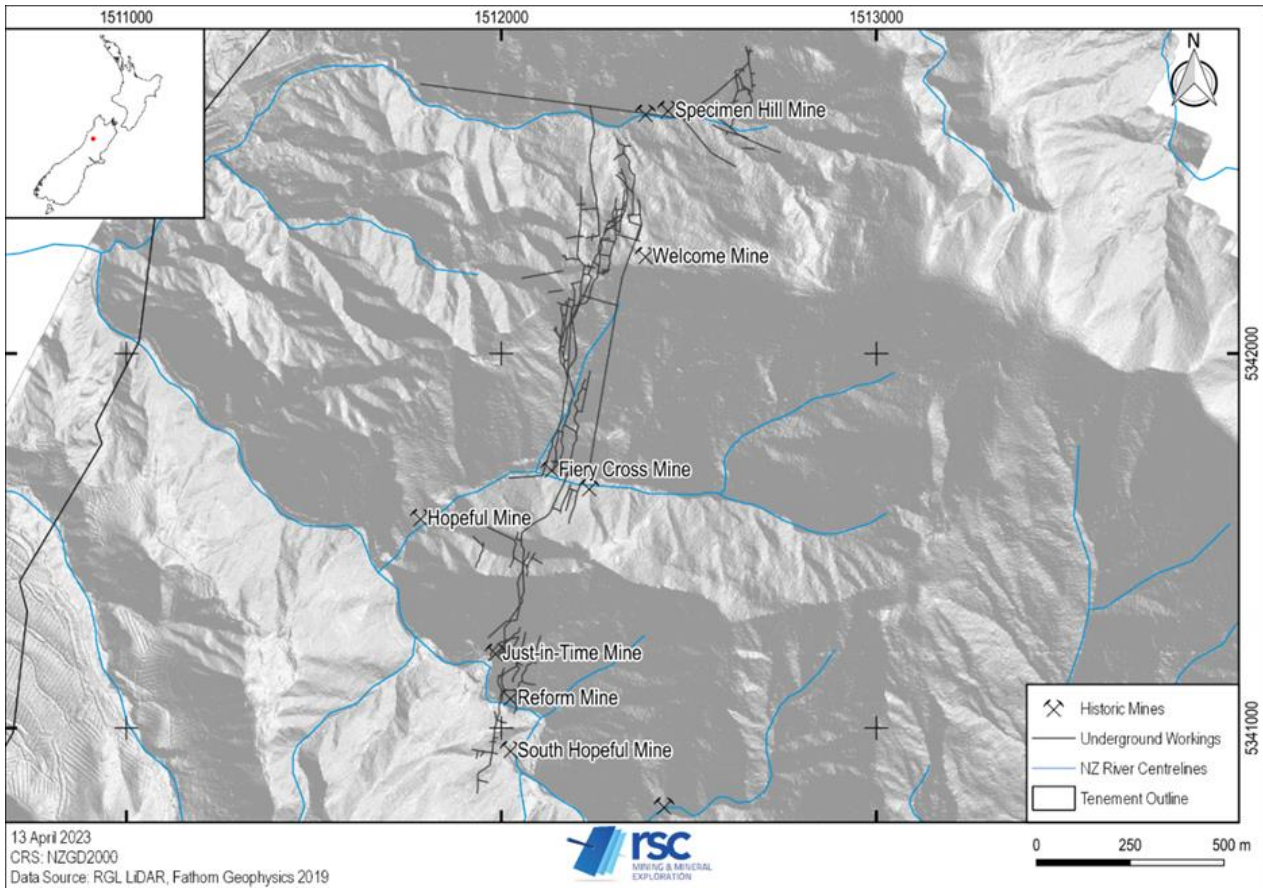 1511000
1512000
1513000
N
Specimen Hill Mine
Welcome Mine
5342000
Fiery Cross Mine
Hopeful Mine
Just-in-Time Mine
Reform Mine
South Hopeful Mine
5341000
Historic Mines
Underground Workings
NZ River Centrelines
Tenement Outline
13 April 2023
CRS: NZGD2000
Data Source: RGL LiDAR, Fathom Geophysics 2019
rsc
MINING & MINERAL
EXPLORATION
0 250 500 m